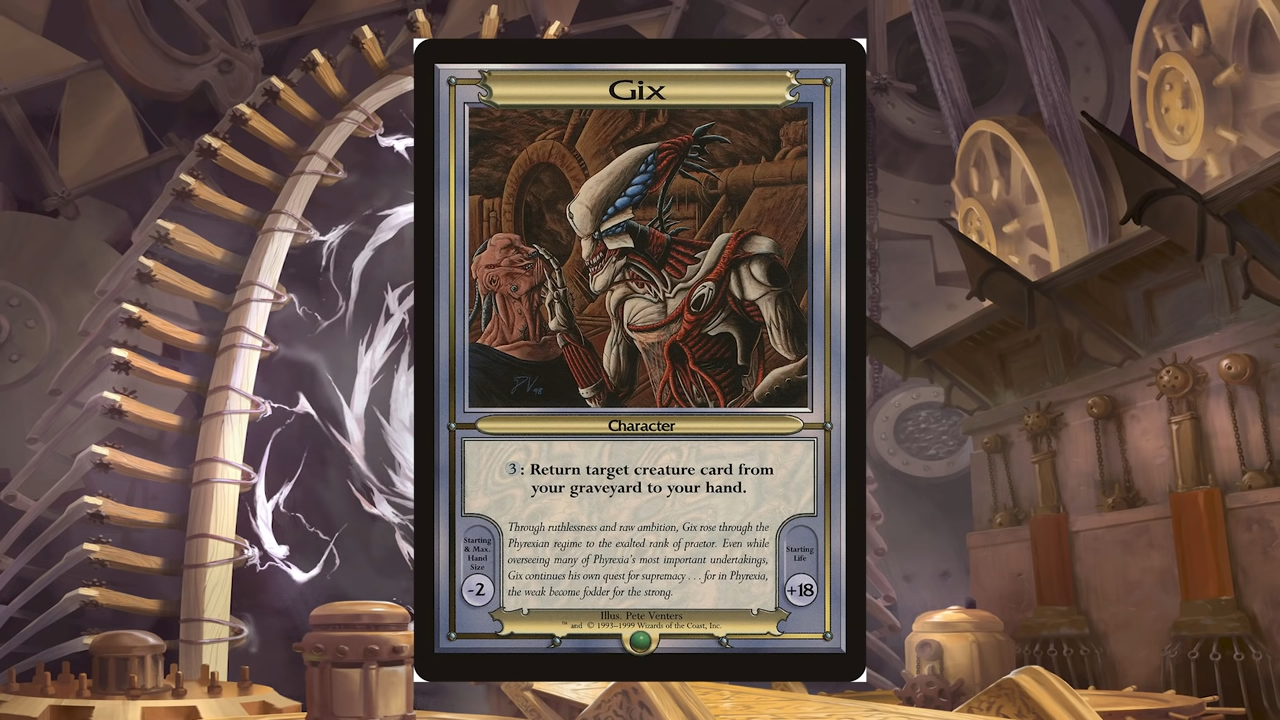 Gix
PV 98
Character
3: Return target creature card from
your graveyard to your hand.
Through ruthlessness and raw ambition, Gix rose through the
Phyrexian regime to the exalted rank of praetor. Even while
overseeing many of Phyrexia's most important undertakings,
Gix continues his own quest for supremacy . . . for in Phyrexia,
the weak become fodder for the strong.
Starting
& Max.
Hand
Size
-2
Starting
Life
+18
Illus. Pete Venters
™ and © 1993–1999 Wizards of the Coast, Inc.